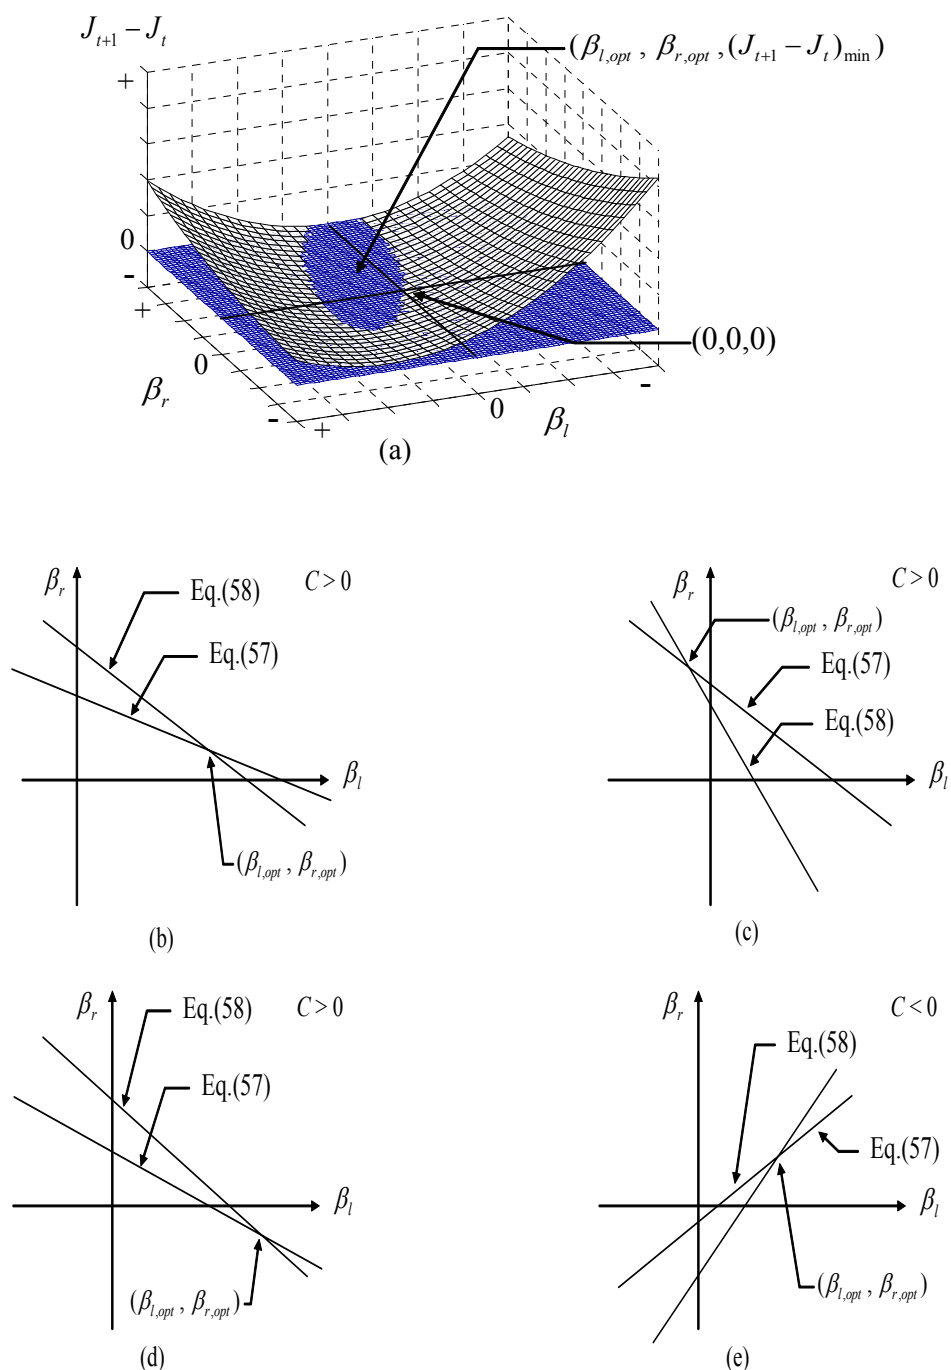 J_{t+1} − J_t
(β_{l,opt} , β_{r,opt} ,(J_{t+1} − J_t)_{min})
+
0
-
+
0
-
β_r
(0,0,0)
-
0
+
β_l
(a)
β_r
Eq.(58)
C > 0
Eq.(57)
β_l
(β_{l,opt} , β_{r,opt})
(b)
β_r
C > 0
(β_{l,opt} , β_{r,opt})
Eq.(57)
Eq.(58)
β_l
(c)
β_r
Eq.(58)
C > 0
Eq.(57)
β_l
(β_{l,opt} , β_{r,opt})
(d)
β_r
C < 0
Eq.(58)
Eq.(57)
β_l
(β_{l,opt} , β_{r,opt})
(e)